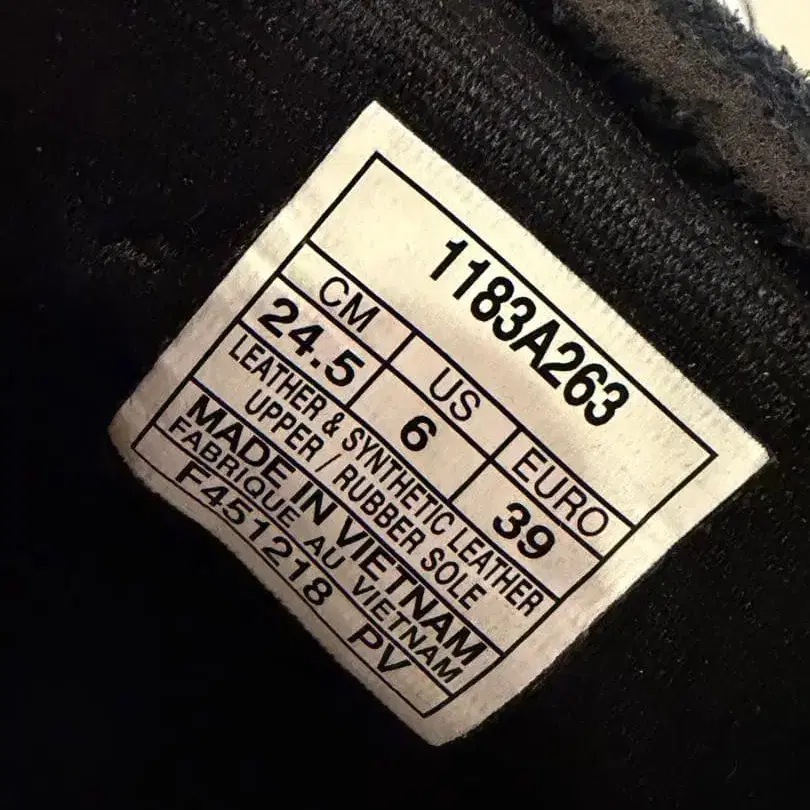 1183A263
CM US EURO
24.5 6 39
LEATHER & SYNTHETIC LEATHER
UPPER / RUBBER SOLE
MADE IN VIETNAM
FABRIQUE AU VIETNAM
F451218 PV